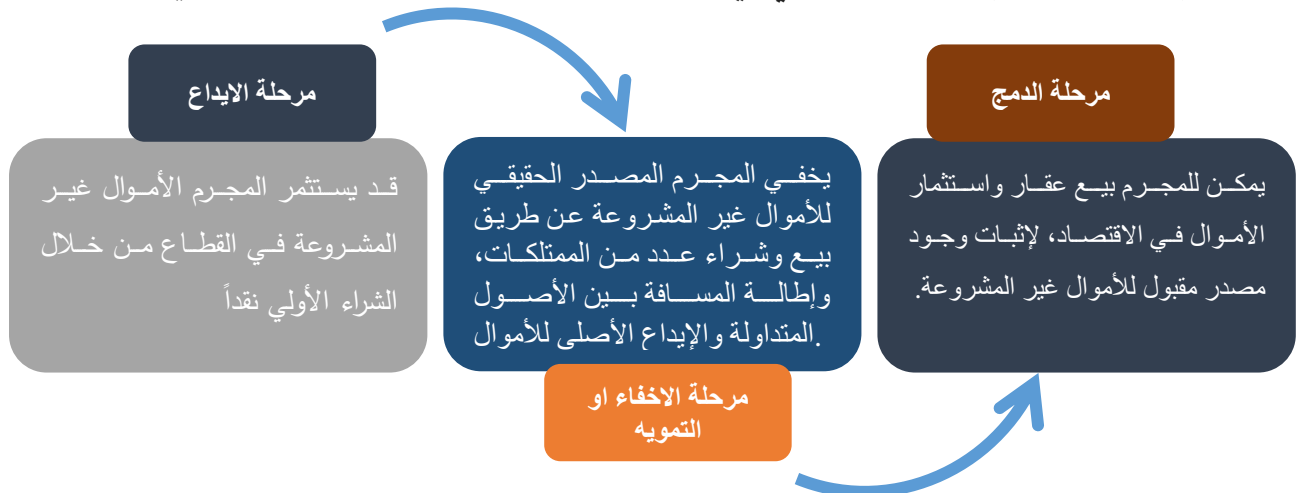 مرحلة الايداع
قد يستثمر المجرم الأموال غير
المشروعة في القطاع من خلال
الشراء الأولي نقداً
يخفي المجرم المصدر الحقيقي
للأموال غير المشروعة عن طريق
بيع وشراء عدد من الممتلكات،
وإطالة المسافة بين الأصول
المتداولة والإيداع الأصلي للأموال.
مرحلة الاخفاء او
التمويه
مرحلة الدمج
يمكن للمجرم بيع عقار واستثمار
الأموال في الاقتصاد، لإثبات وجود
مصدر مقبول للأموال غير المشروعة.